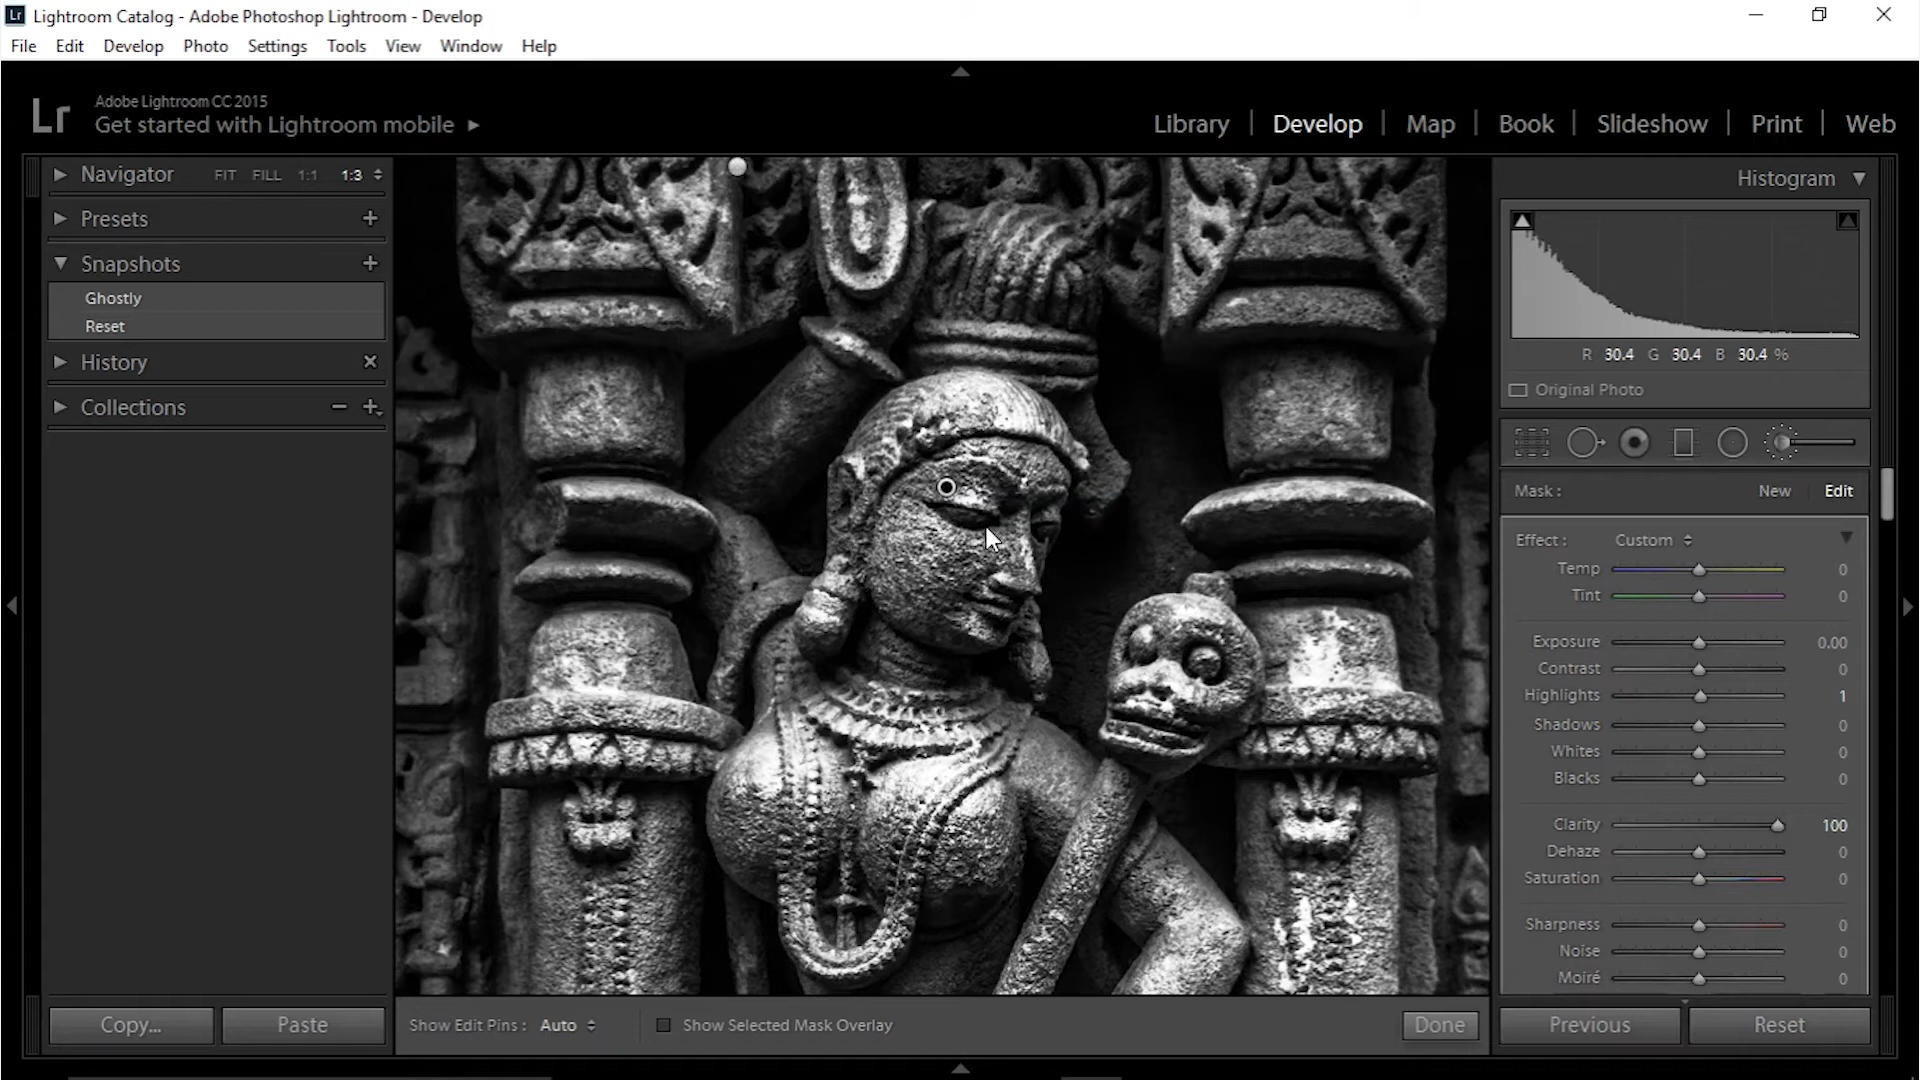 Lr Lightroom Catalog - Adobe Photoshop Lightroom - Develop
File Edit Develop Photo Settings Tools View Window Help
Lr Adobe Lightroom CC 2015
Get started with Lightroom mobile
Library Develop Map Book Slideshow Print Web
Navigator FIT FILL 1:1 1:3
Presets
Snapshots
Ghostly
Reset
History
Collections
Copy... Paste
Show Edit Pins : Auto Show Selected Mask Overlay Done
Histogram
R 30.4 G 30.4 B 30.4 %
Original Photo
Mask : New Edit
Effect : Custom
Temp 0
Tint 0
Exposure 0.00
Contrast 0
Highlights 1
Shadows 0
Whites 0
Blacks 0
Clarity 100
Dehaze 0
Saturation 0
Sharpness 0
Noise 0
Moiré 0
Previous Reset